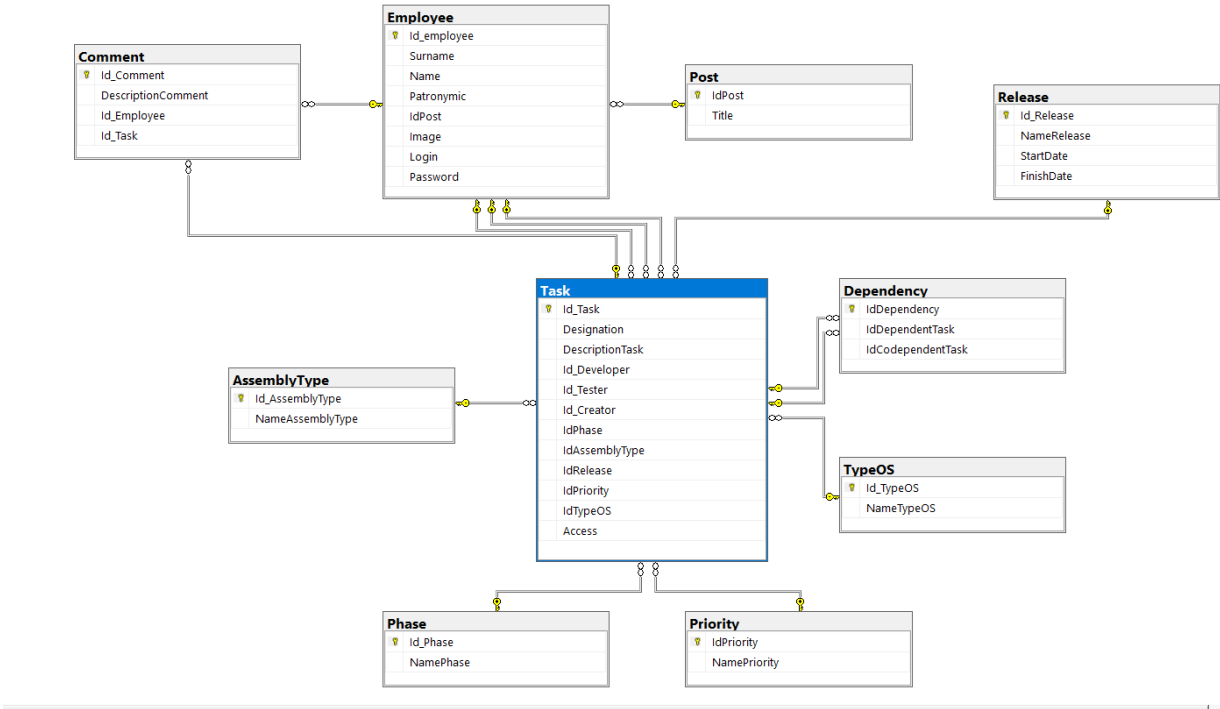 Employee
Id_employee
Surname
Name
Patronymic
IdPost
Image
Login
Password
Comment
Id_Comment
DescriptionComment
Id_Employee
Id_Task
Post
IdPost
Title
Release
Id_Release
NameRelease
StartDate
FinishDate
Task
Id_Task
Designation
DescriptionTask
Id_Developer
Id_Tester
Id_Creator
IdPhase
IdAssemblyType
IdRelease
IdPriority
IdTypeOS
Access
Dependency
IdDependency
IdDependentTask
IdCodependentTask
AssemblyType
Id_AssemblyType
NameAssemblyType
TypeOS
Id_TypeOS
NameTypeOS
Phase
Id_Phase
NamePhase
Priority
IdPriority
NamePriority